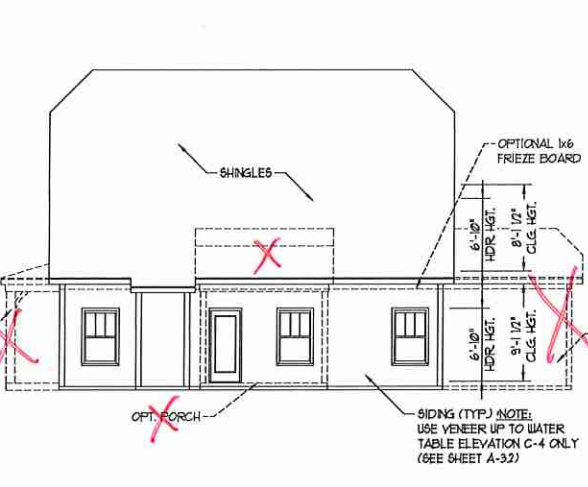 OPTIONAL 1x6
FRIEZE BOARD
SHINGLES
6'-10"
HDR. HGT.
8'-1 1/2"
CLG. HGT.
6'-10"
HDR. HGT.
9'-1 1/2"
CLG. HGT.
OPT. PORCH
SIDING (TYP.) NOTE:
USE VENEER UP TO WATER
TABLE ELEVATION C-4 ONLY
(SEE SHEET A-3.2)